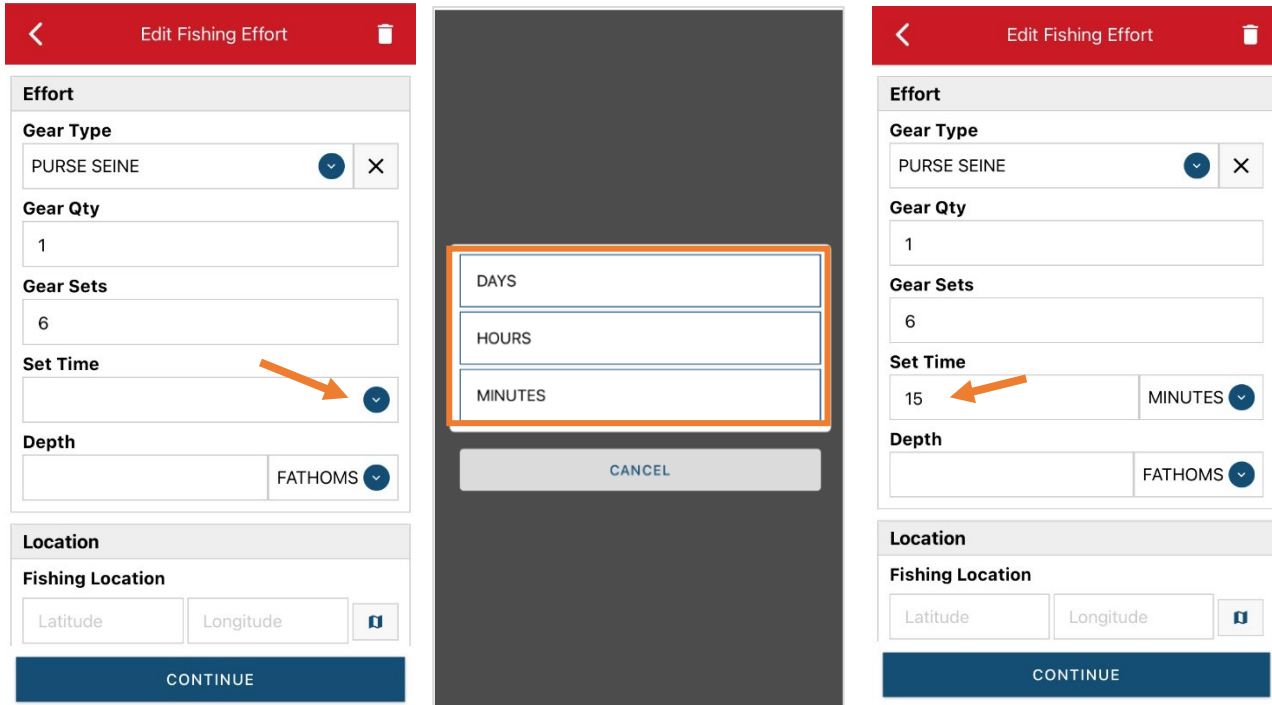 Edit Fishing Effort
Effort
Gear Type
PURSE SEINE
Gear Qty
1
Gear Sets
6
Set Time
Depth
FATHOMS
Location
Fishing Location
Latitude Longitude
CONTINUE
DAYS
HOURS
MINUTES
CANCEL
Edit Fishing Effort
Effort
Gear Type
PURSE SEINE
Gear Qty
1
Gear Sets
6
Set Time
15 MINUTES
Depth
FATHOMS
Location
Fishing Location
Latitude Longitude
CONTINUE